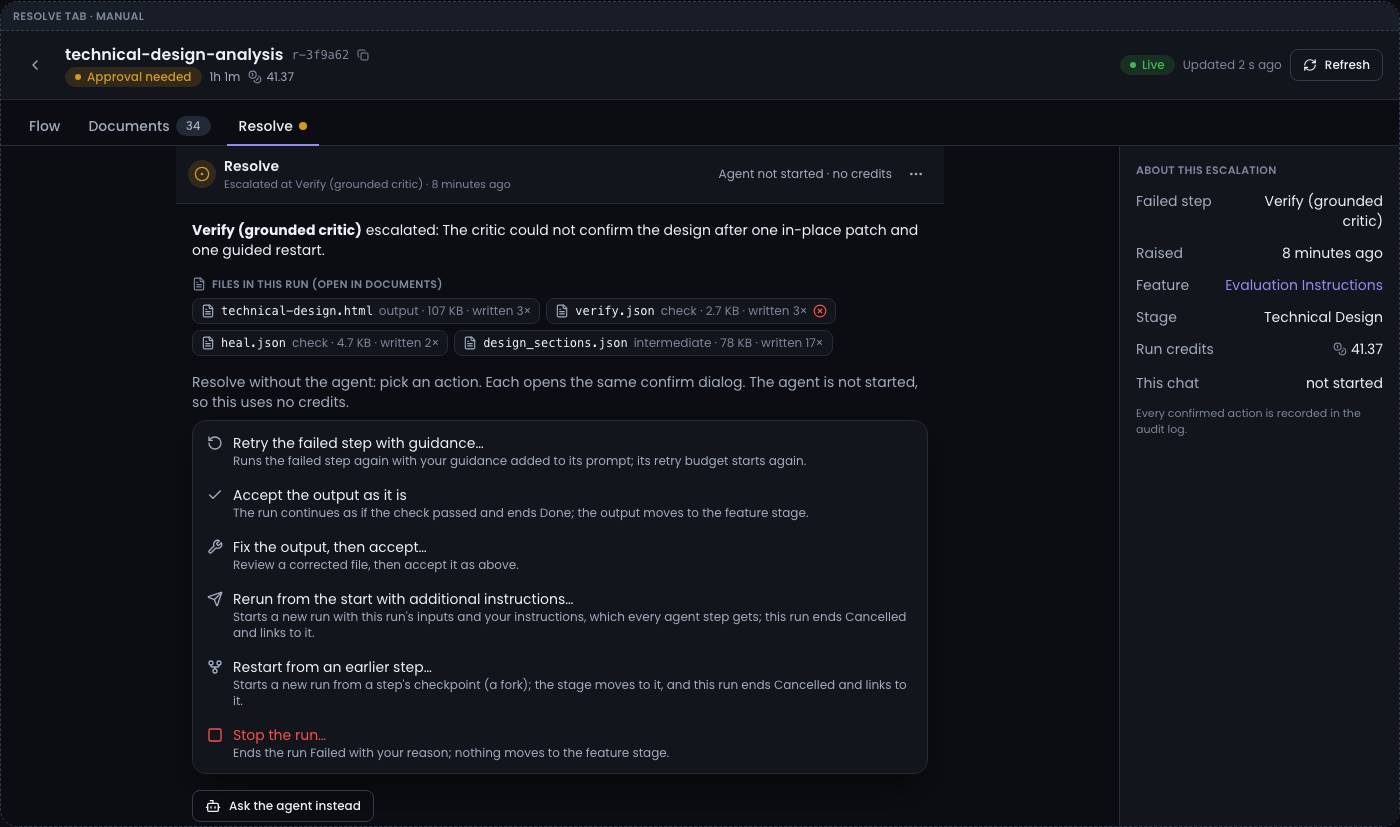 RESOLVE TAB · MANUAL
technical-design-analysis r-3f9a62
Approval needed 1h 1m 41.37
Live Updated 2 s ago Refresh
Flow Documents 34 Resolve
Resolve
Escalated at Verify (grounded critic) · 8 minutes ago
Agent not started · no credits
Verify (grounded critic) escalated: The critic could not confirm the design after one in-place patch and
one guided restart.
FILES IN THIS RUN (OPEN IN DOCUMENTS)
technical-design.html output · 107 KB · written 3×
verify.json check · 2.7 KB · written 3×
heal.json check · 4.7 KB · written 2×
design_sections.json intermediate · 78 KB · written 17×
Resolve without the agent: pick an action. Each opens the same confirm dialog. The agent is not started,
so this uses no credits.
Retry the failed step with guidance…
Runs the failed step again with your guidance added to its prompt; its retry budget starts again.
Accept the output as it is
The run continues as if the check passed and ends Done; the output moves to the feature stage.
Fix the output, then accept…
Review a corrected file, then accept it as above.
Rerun from the start with additional instructions…
Starts a new run with this run's inputs and your instructions, which every agent step gets; this run ends Cancelled
and links to it.
Restart from an earlier step…
Starts a new run from a step's checkpoint (a fork); the stage moves to it, and this run ends Cancelled and links to
it.
Stop the run…
Ends the run Failed with your reason; nothing moves to the feature stage.
Ask the agent instead
ABOUT THIS ESCALATION
Failed step Verify (grounded
critic)
Raised 8 minutes ago
Feature Evaluation Instructions
Stage Technical Design
Run credits 41.37
This chat not started
Every confirmed action is recorded in the
audit log.